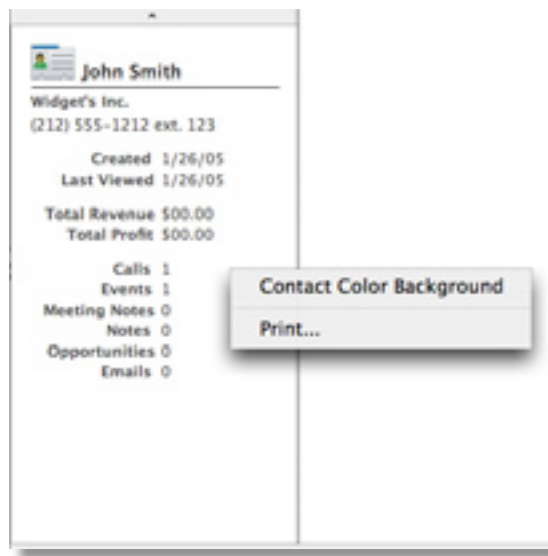 John Smith
Widget's Inc.
(212) 555-1212 ext. 123
Created 1/26/05
Last Viewed 1/26/05
Total Revenue $00.00
Total Profit $00.00
Calls 1
Events 1
Meeting Notes 0
Notes 0
Opportunities 0
Emails 0
Contact Color Background
Print...